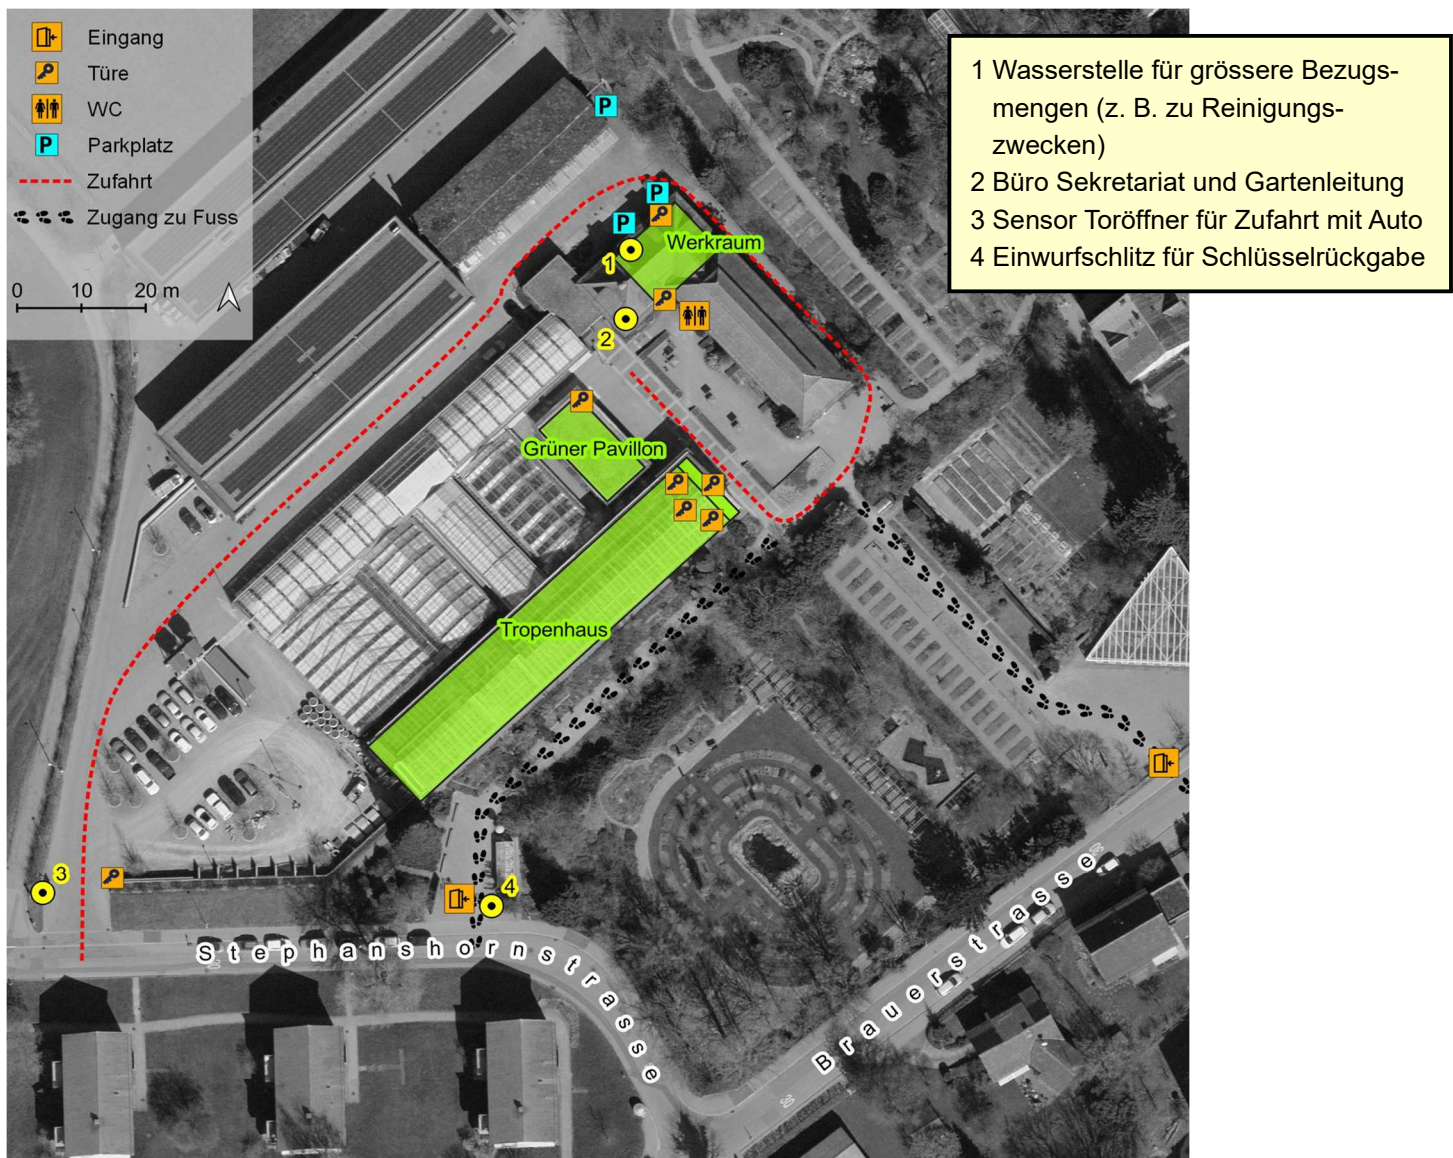 Eingang
Türe
WC
P Parkplatz
Zufahrt
Zugang zu Fuss
0 10 20 m
1 Wasserstelle für grössere Bezugs-
mengen (z. B. zu Reinigungs-
zwecken)
2 Büro Sekretariat und Gartenleitung
3 Sensor Toröffner für Zufahrt mit Auto
4 Einwurfschlitz für Schlüsselrückgabe
P
P
P
Werkraum
1
2
Grüner Pavillon
Tropenhaus
3
4
Stephanshornstrasse
Brauerstrasse